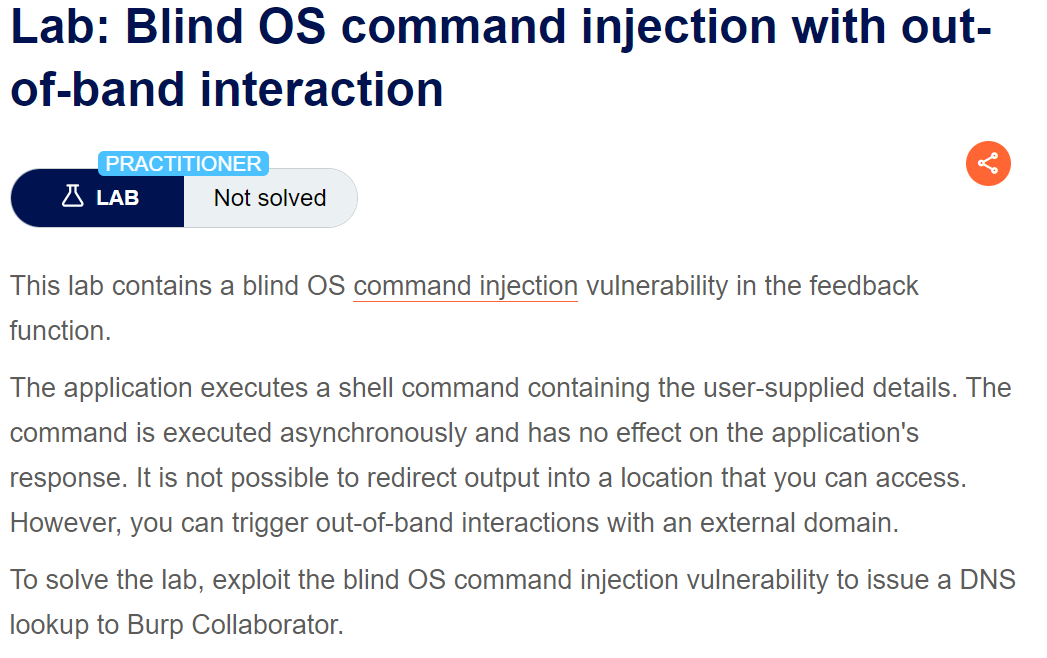 Lab: Blind OS command injection with out-
of-band interaction
PRACTITIONER
LAB
Not solved
This lab contains a blind OS command injection vulnerability in the feedback
function.
The application executes a shell command containing the user-supplied details. The
command is executed asynchronously and has no effect on the application's
response. It is not possible to redirect output into a location that you can access.
However, you can trigger out-of-band interactions with an external domain.
To solve the lab, exploit the blind OS command injection vulnerability to issue a DNS
lookup to Burp Collaborator.